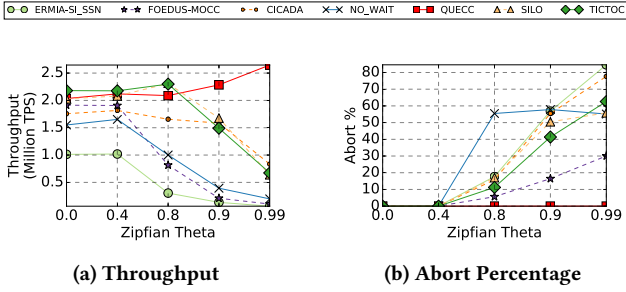 ERMIA-SI_SSN FOEDUS-MOCC CICADA NO_WAIT QUECC SILO TICTOC
Throughput
(Million TPS)
2.5
2.0
1.5
1.0
0.5
0.0 0.4 0.8 0.9 0.99
Zipfian Theta
(a) Throughput
Abort %
80
70
60
50
40
30
20
10
0
0.0 0.4 0.8 0.9 0.99
Zipfian Theta
(b) Abort Percentage